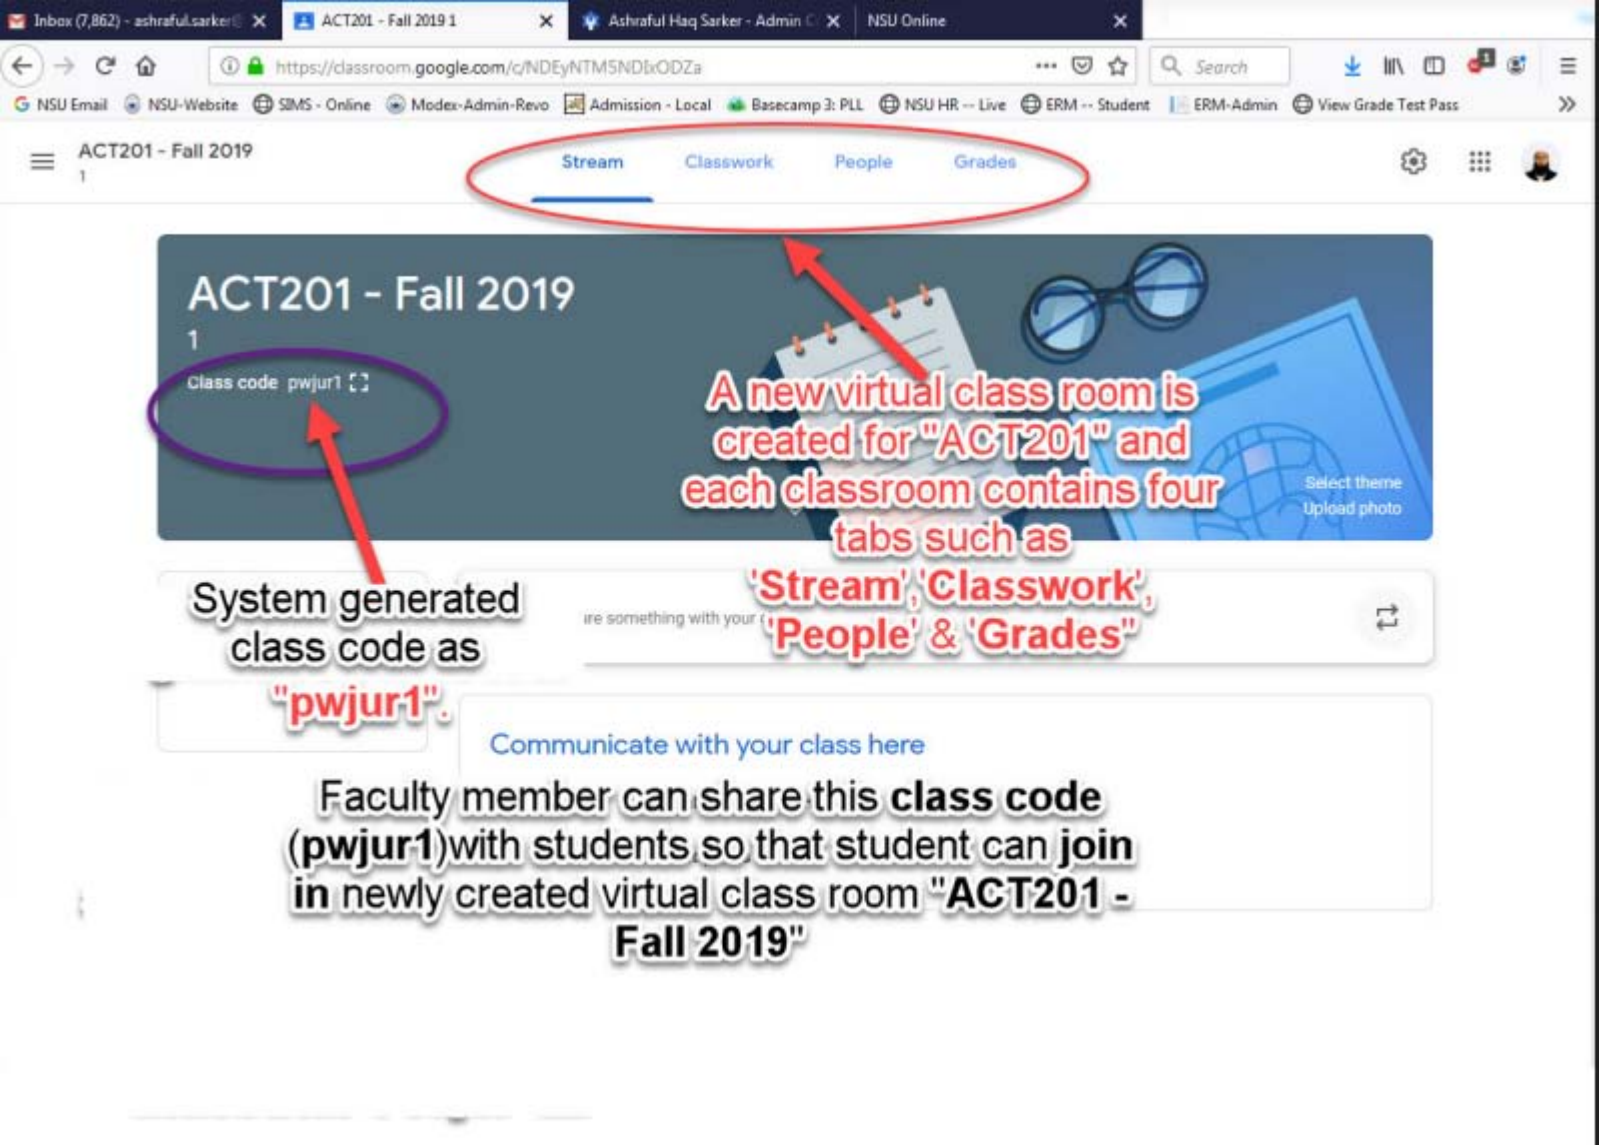 Inbox (7,862) - ashraful.sarker
ACT201 - Fall 2019 1
Ashraful Haq Sarker - Admin C
NSU Online
https://classroom.google.com/c/NDEyNTM5NDIxODZa
Search
NSU Email NSU-Website SIMS - Online Modex-Admin-Revo Admission - Local Basecamp 3: PLL NSU HR -- Live ERM -- Student ERM-Admin View Grade Test Pass
ACT201 - Fall 2019
1
Stream Classwork People Grades
ACT201 - Fall 2019
1
Class code pwjur1
A new virtual class room is
created for "ACT201" and
each classroom contains four
tabs such as
'Stream','Classwork',
'People' & 'Grades"
Select theme
Upload photo
System generated
class code as
"pwjur1".
are something with your
Communicate with your class here
Faculty member can share this class code
(pwjur1)with students so that student can join
in newly created virtual class room "ACT201 -
Fall 2019"